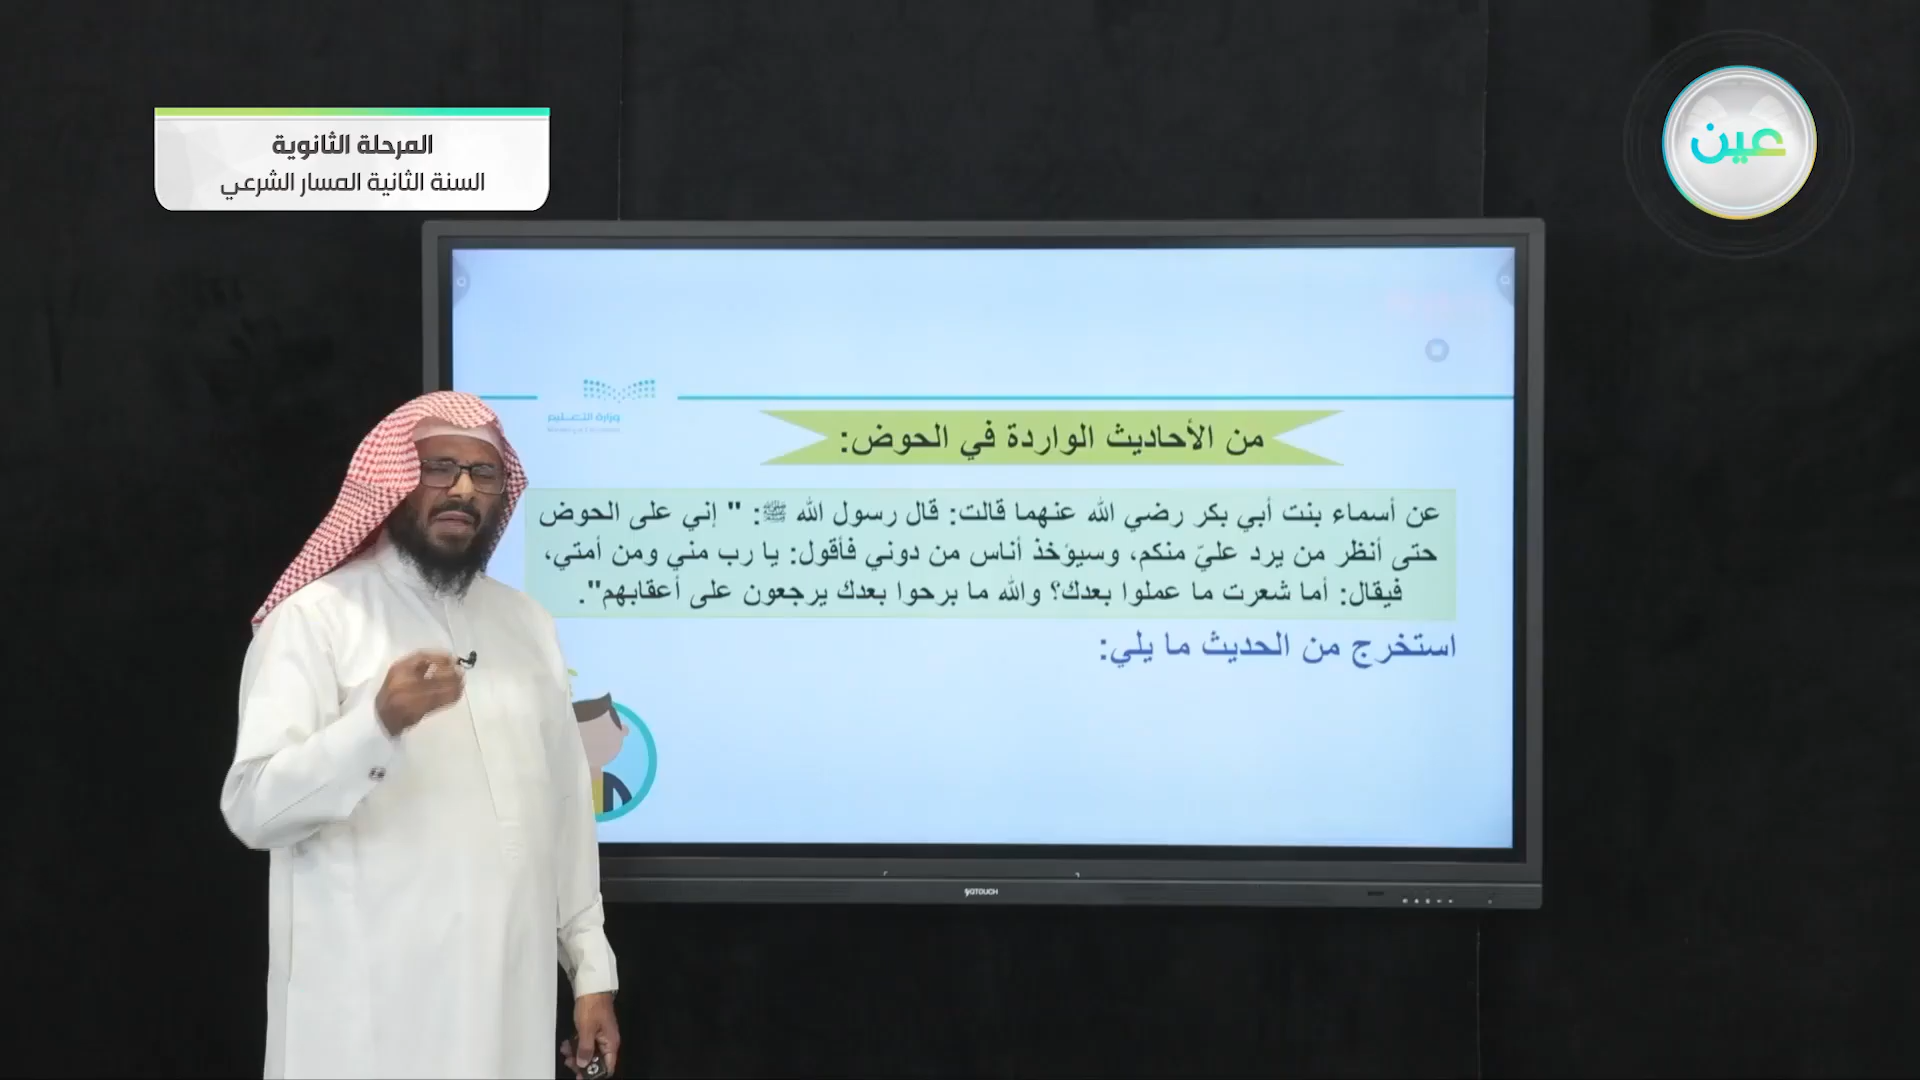 المرحلة الثانوية
السنة الثانية المسار الشرعي
عين
وزارة التعليم
من الأحاديث الواردة في الحوض:
عن أسماء بنت أبي بكر رضي الله عنهما قالت: قال رسول الله ﷺ: " إني على الحوض
حتى أنظر من يرد عليّ منكم، وسيؤخذ أناس من دوني فأقول: يا رب مني ومن أمتي،
فيقال: أما شعرت ما عملوا بعدك؟ والله ما برحوا بعدك يرجعون على أعقابهم".
استخرج من الحديث ما يلي: